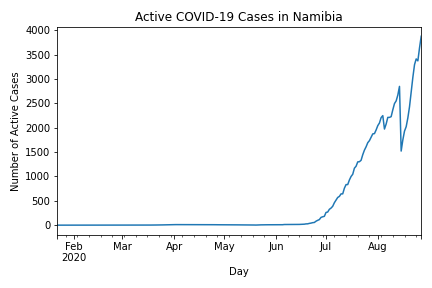 Active COVID-19 Cases in Namibia
Number of Active Cases
4000
3500
3000
2500
2000
1500
1000
500
0
Feb
2020
Mar
Apr
May
Jun
Jul
Aug
Day